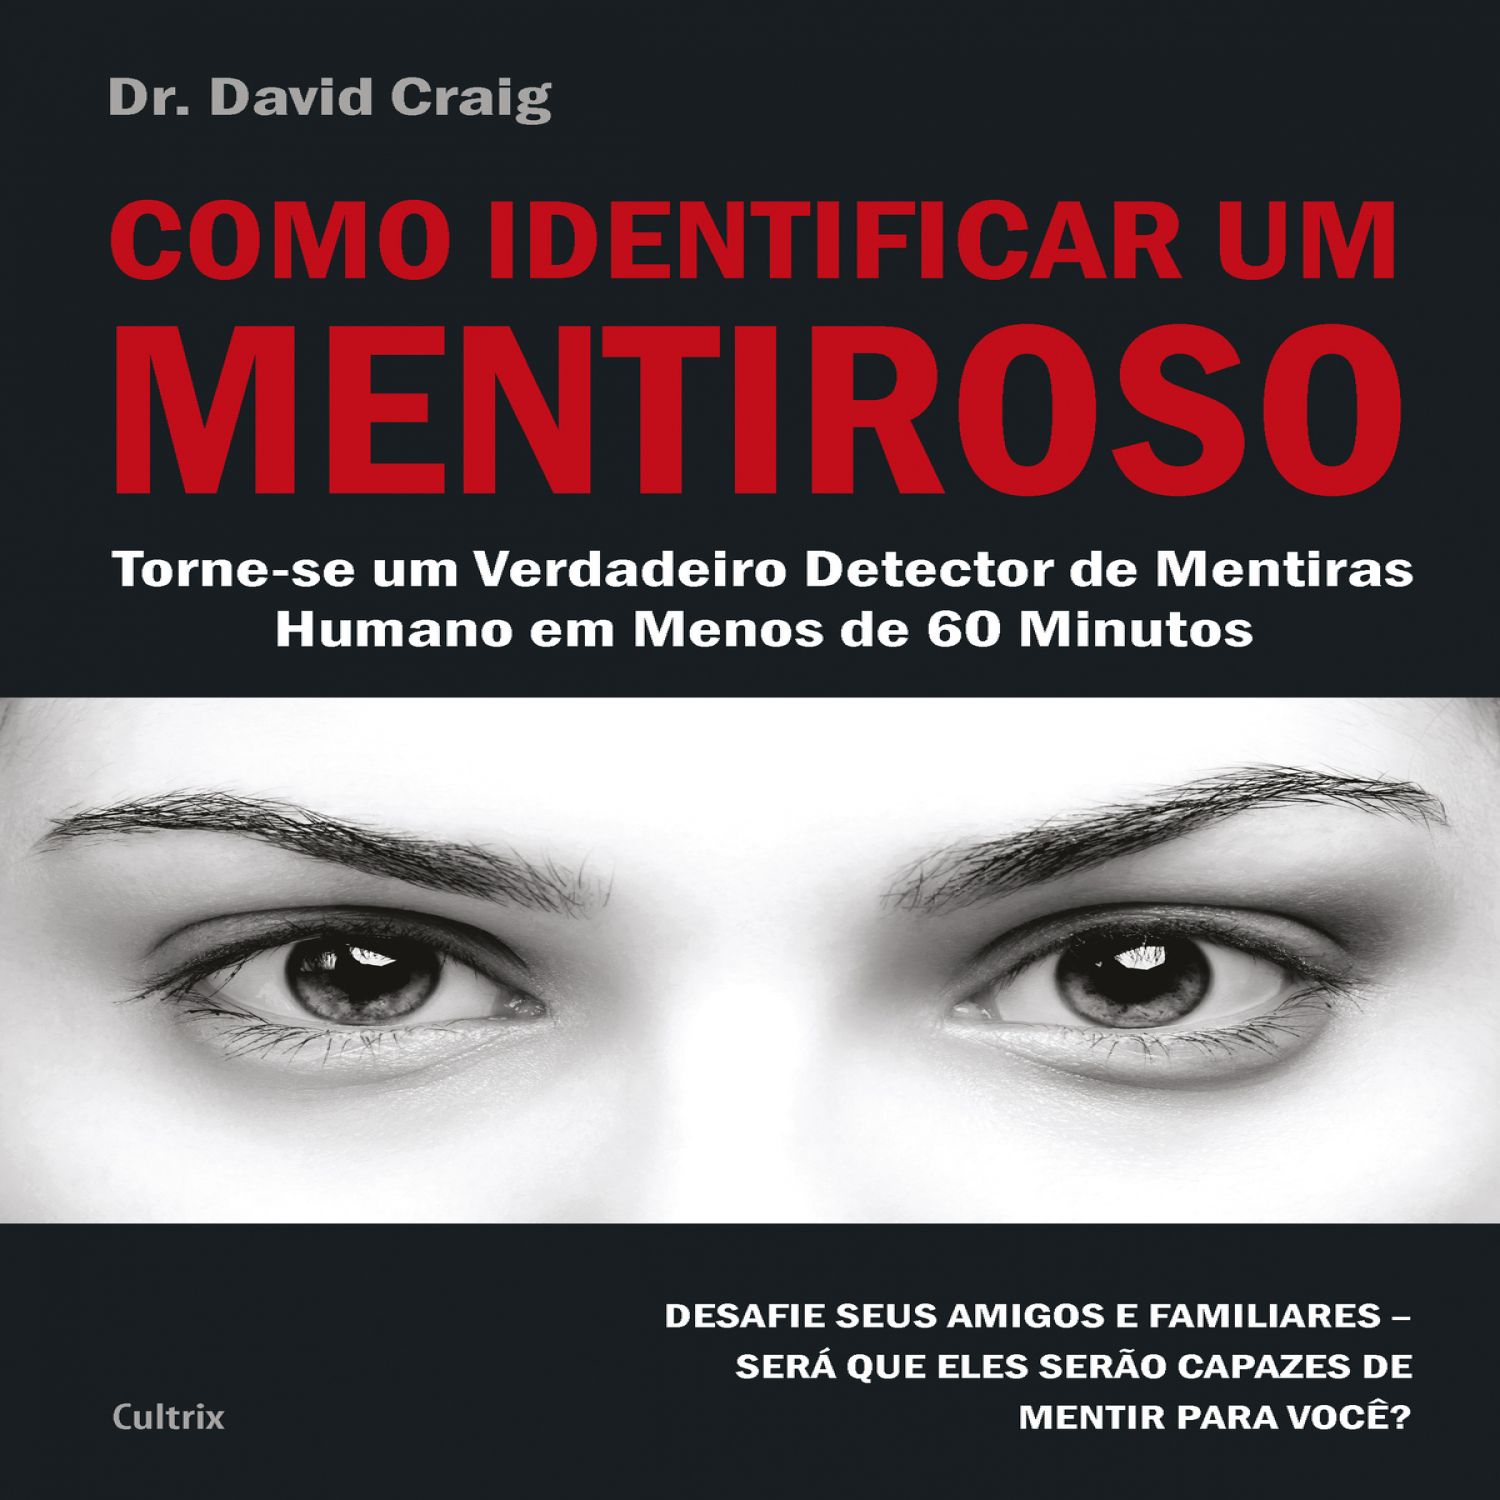 Dr. David Craig
COMO IDENTIFICAR UM
MENTIROSO
Torne-se um Verdadeiro Detector de Mentiras
Humano em Menos de 60 Minutos
DESAFIE SEUS AMIGOS E FAMILIARES –
SERÁ QUE ELES SERÃO CAPAZES DE
MENTIR PARA VOCÊ?
Cultrix